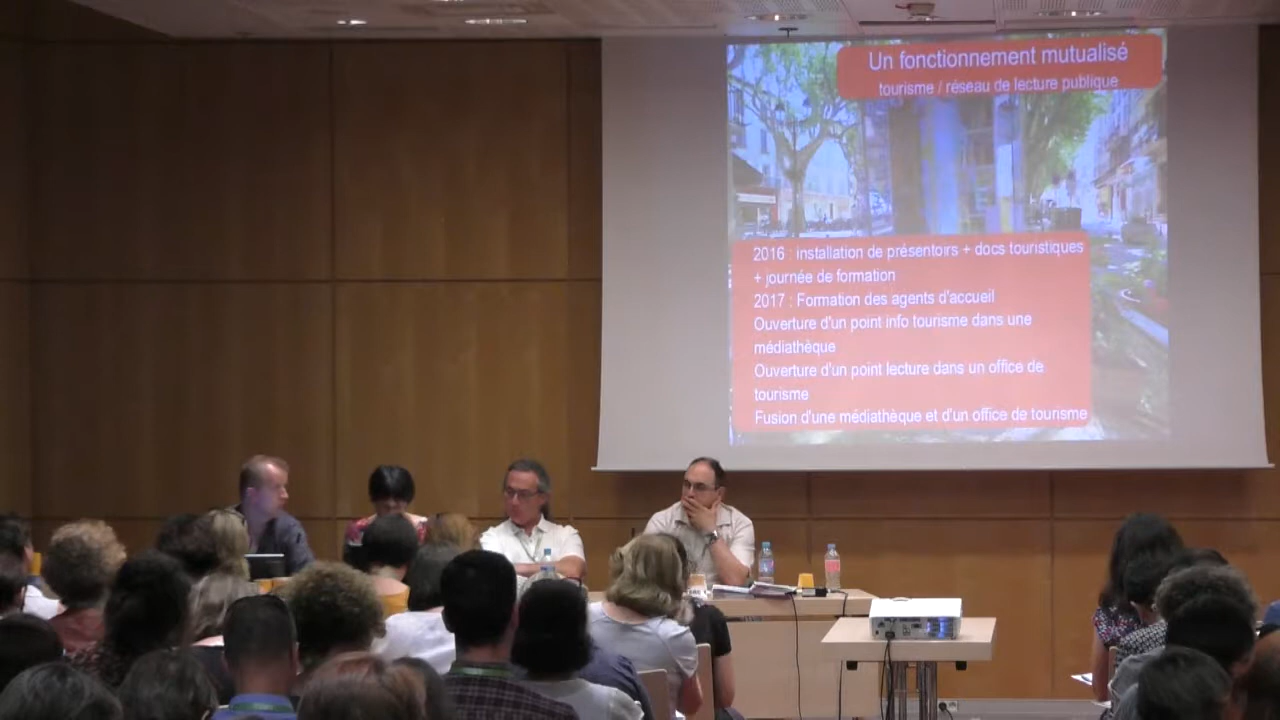 Un fonctionnement mutualisé
tourisme / réseau de lecture publique
2016 : installation de présentoirs + docs touristiques
+ journée de formation
2017 : Formation des agents d'accueil
Ouverture d'un point info tourisme dans une
médiathèque
Ouverture d'un point lecture dans un office de
tourisme
Fusion d'une médiathèque et d'un office de tourisme